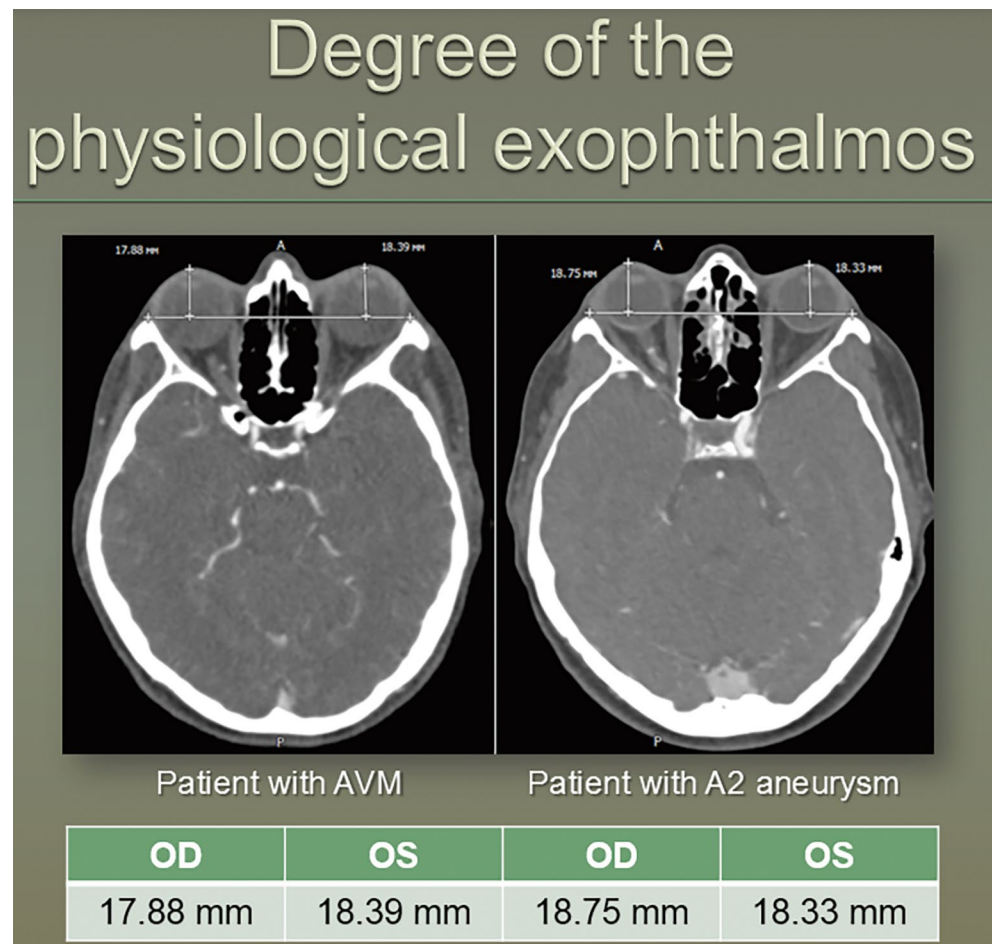 Degree of the
physiological exophthalmos
17.88 MM
A
18.39 MM
P
18.75 MM
A
18.33 MM
P
Patient with AVM
Patient with A2 aneurysm
OD OS OD OS
17.88 mm 18.39 mm 18.75 mm 18.33 mm